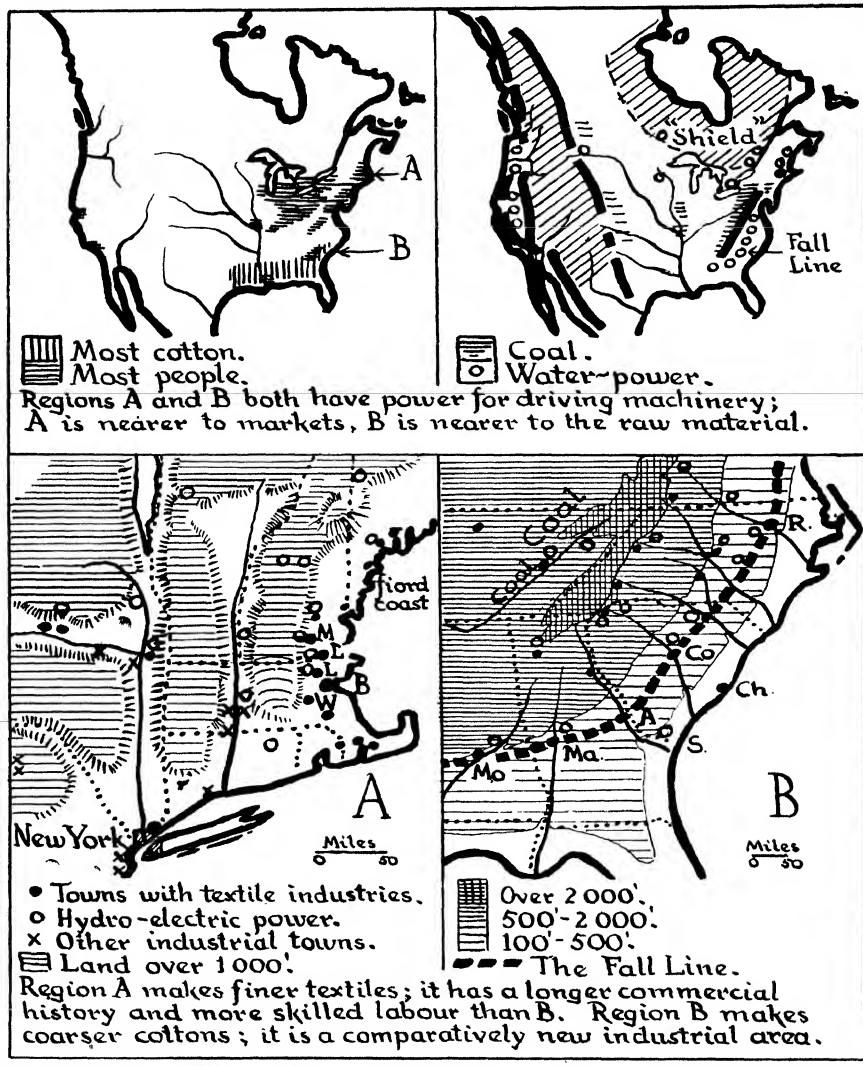 A
B
Most cotton.
Most people.
"Shield"
Fall
Line
Coal.
Water-power.
Regions A and B both have power for driving machinery;
A is nearer to markets, B is nearer to the raw material.
fiord
coast
M
L
L
B
W
A
New York
Miles
0 50
Coal
Coal
R.
Co
Ch.
A
S.
Ma.
Mo
B
Miles
0 50
Towns with textile industries.
Hydro-electric power.
× Other industrial towns.
Land over 1000'.
Over 2000'.
500'-2000'.
100'-500'.
The Fall Line.
Region A makes finer textiles; it has a longer commercial
history and more skilled labour than B. Region B makes
coarser cottons; it is a comparatively new industrial area.